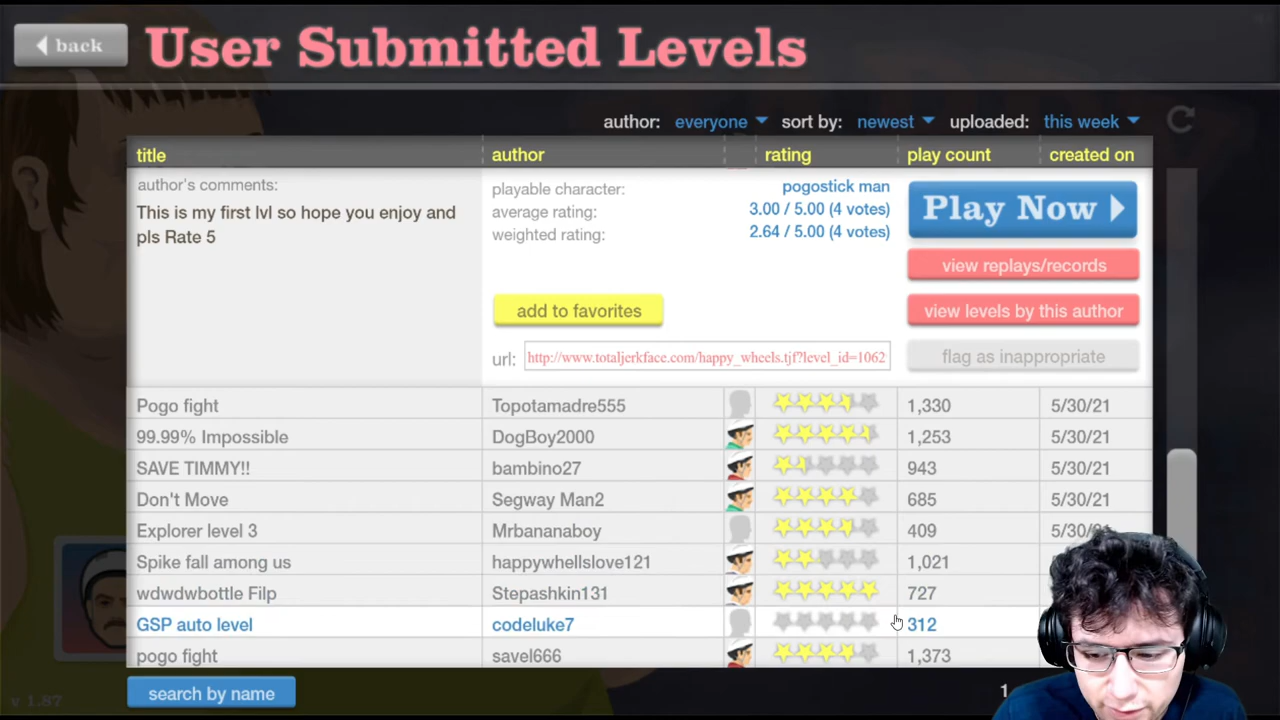 back
User Submitted Levels
author: everyone sort by: newest uploaded: this week
title author rating play count created on
author's comments:
This is my first lvl so hope you enjoy and
pls Rate 5
playable character: pogostick man
average rating: 3.00 / 5.00 (4 votes)
weighted rating: 2.64 / 5.00 (4 votes)
Play Now
view replays/records
add to favorites
view levels by this author
url: http://www.totaljerkface.com/happy_wheels.tjf?level_id=1062
flag as inappropriate
Pogo fight Topotamadre555 1,330 5/30/21
99.99% Impossible DogBoy2000 1,253 5/30/21
SAVE TIMMY!! bambino27 943 5/30/21
Don't Move Segway Man2 685 5/30/21
Explorer level 3 Mrbananaboy 409
Spike fall among us happywhellslove121 1,021
wdwdwbottle Filp Stepashkin131 727
GSP auto level codeluke7 312
pogo fight savel666 1,373
search by name 1
v 1.87